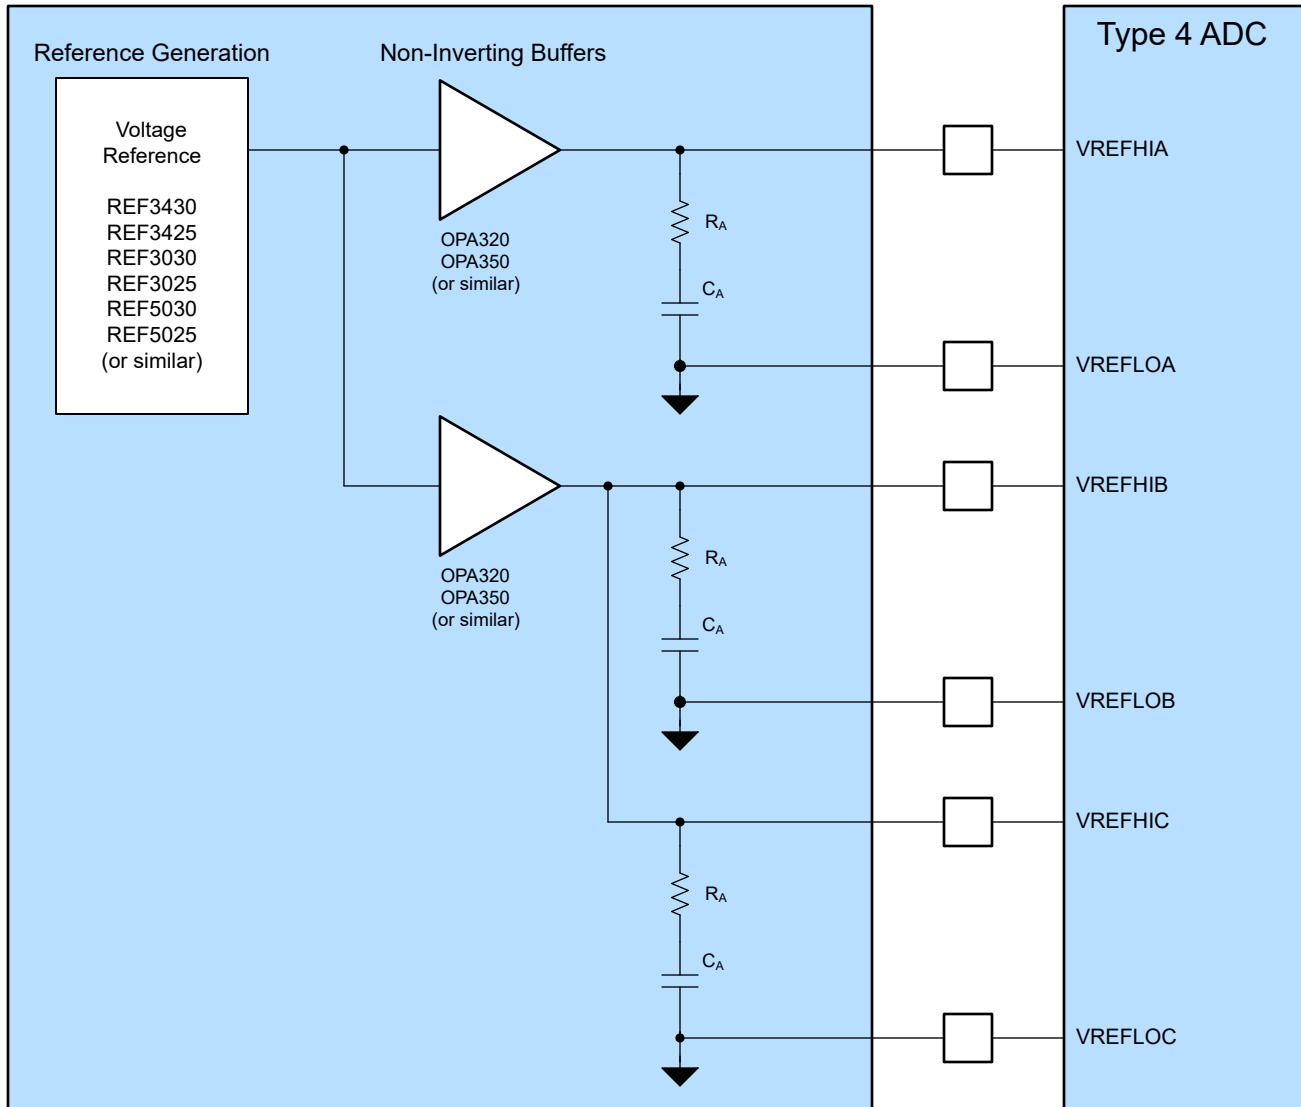 Reference Generation
Non-Inverting Buffers
Type 4 ADC
Voltage
Reference
REF3430
REF3425
REF3030
REF3025
REF5030
REF5025
(or similar)
OPA320
OPA350
(or similar)
RA
CA
VREFHIA
VREFLOA
OPA320
OPA350
(or similar)
RA
CA
VREFHIB
VREFLOB
RA
CA
VREFHIC
VREFLOC